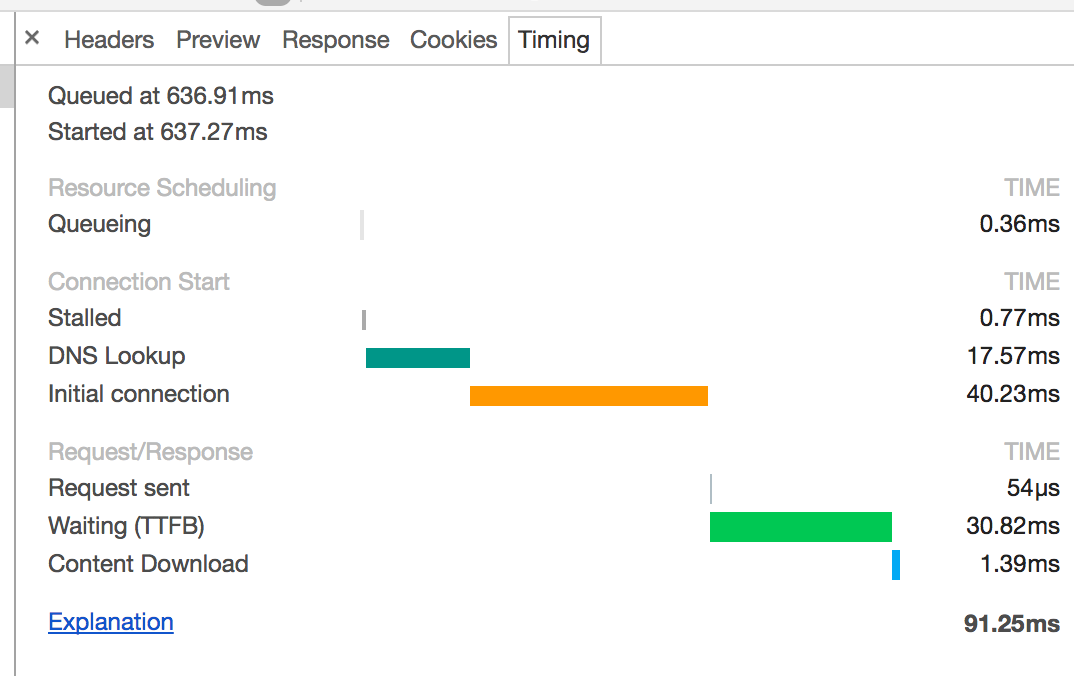 × Headers Preview Response Cookies Timing
Queued at 636.91ms
Started at 637.27ms
Resource Scheduling TIME
Queueing 0.36ms
Connection Start TIME
Stalled 0.77ms
DNS Lookup 17.57ms
Initial connection 40.23ms
Request/Response TIME
Request sent 54µs
Waiting (TTFB) 30.82ms
Content Download 1.39ms
Explanation 91.25ms